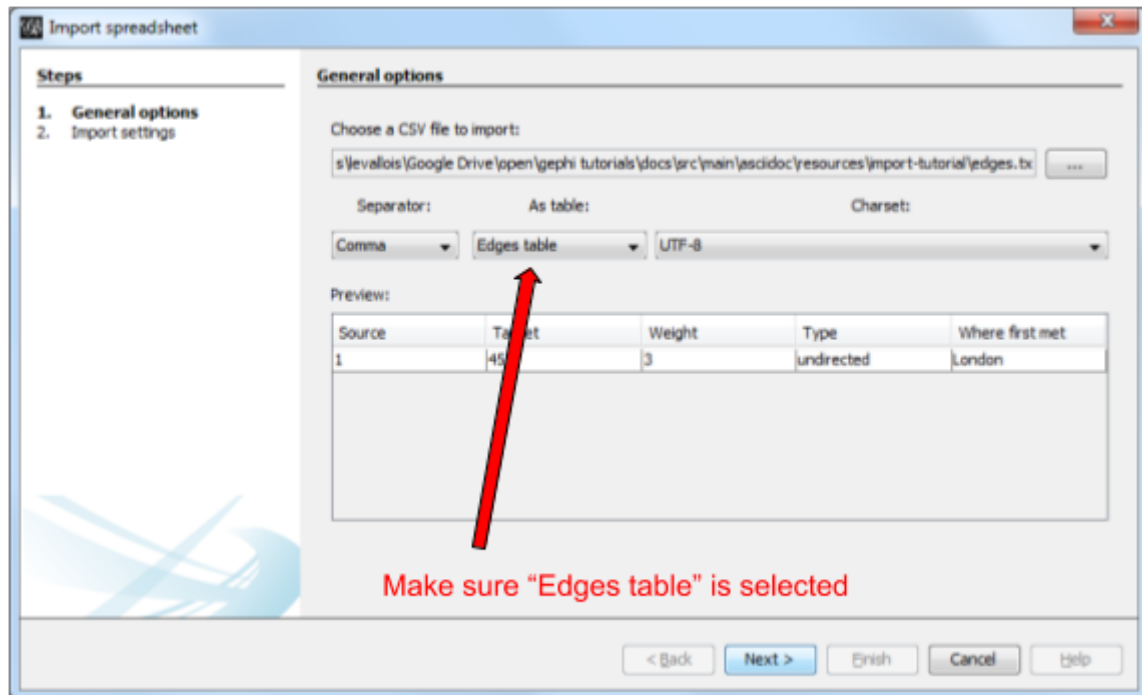 Import spreadsheet
Steps
1. General options
2. Import settings
General options
Choose a CSV file to import:
s\levallois\Google Drive\open\gephi tutorials\docs\src\main\asciidoc\resources\import-tutorial\edges.tx
...
Separator: As table: Charset:
Comma Edges table UTF-8
Preview:
Source Target Weight Type Where first met
1 45 3 undirected London
Make sure “Edges table” is selected
< Back Next > Finish Cancel Help